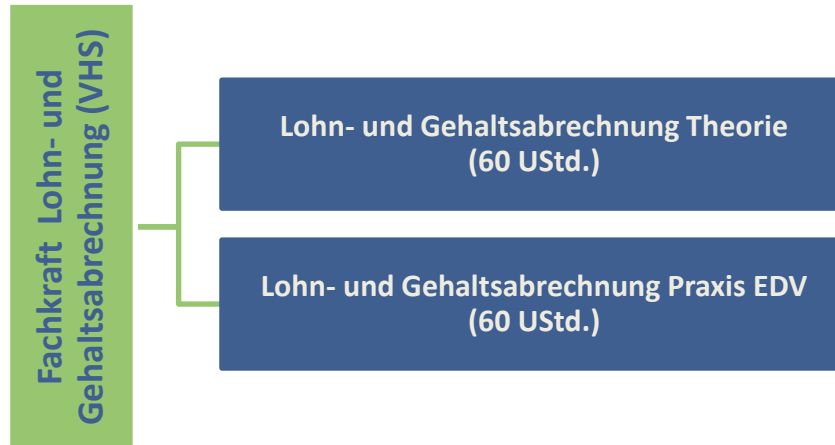 Fachkraft Lohn- und
Gehaltsabrechnung (VHS)
Lohn- und Gehaltsabrechnung Theorie
(60 UStd.)
Lohn- und Gehaltsabrechnung Praxis EDV
(60 UStd.)